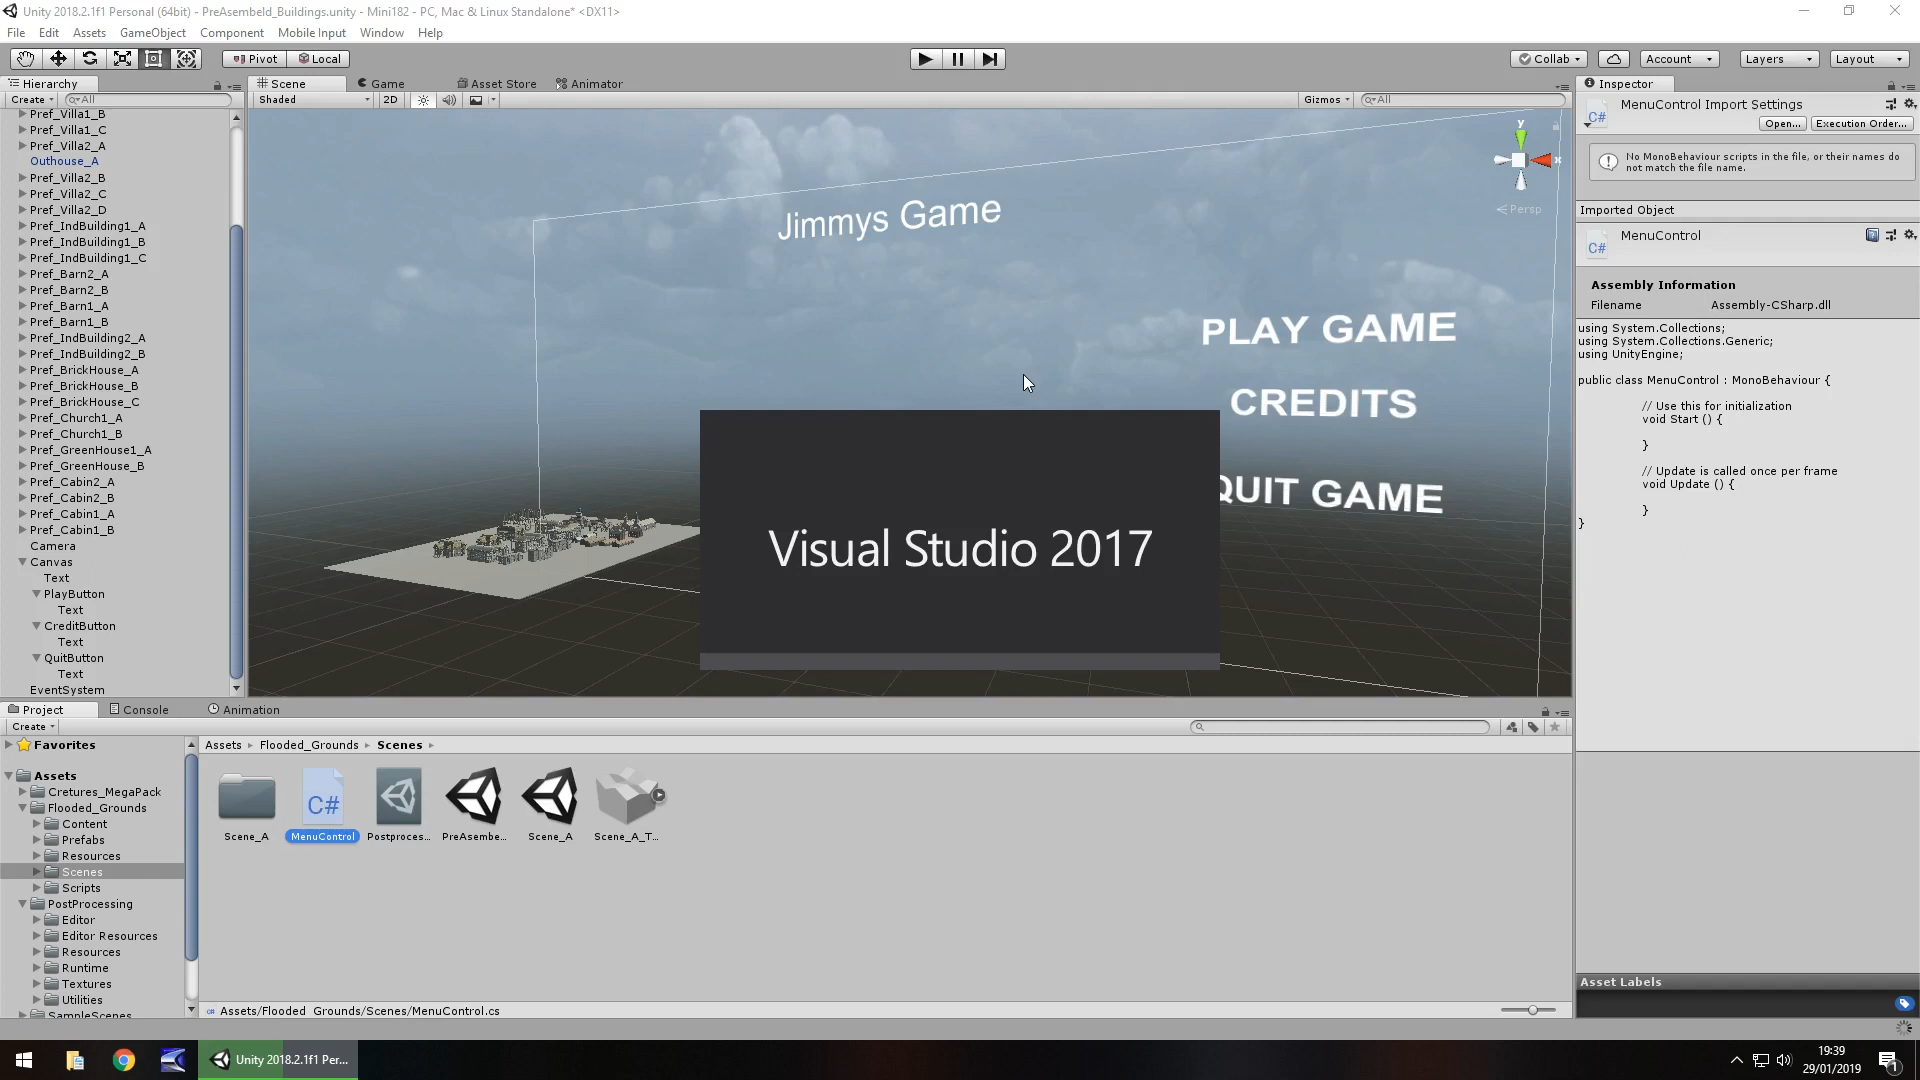 Unity 2018.2.1f1 Personal (64bit) - PreAsembeld_Buildings.unity - Mini182 - PC, Mac & Linux Standalone* <DX11>
File Edit Assets GameObject Component Mobile Input Window Help
Pivot Local Collab Account Layers Layout
Hierarchy
Create All
Pref_Villa1_B
Pref_Villa1_C
Pref_Villa2_A
Outhouse_A
Pref_Villa2_B
Pref_Villa2_C
Pref_Villa2_D
Pref_IndBuilding1_A
Pref_IndBuilding1_B
Pref_IndBuilding1_C
Pref_Barn2_A
Pref_Barn2_B
Pref_Barn1_A
Pref_Barn1_B
Pref_IndBuilding2_A
Pref_IndBuilding2_B
Pref_BrickHouse_A
Pref_BrickHouse_B
Pref_BrickHouse_C
Pref_Church1_A
Pref_Church1_B
Pref_GreenHouse1_A
Pref_GreenHouse_B
Pref_Cabin2_A
Pref_Cabin2_B
Pref_Cabin1_A
Pref_Cabin1_B
Camera
Canvas
Text
PlayButton
Text
CreditButton
Text
QuitButton
Text
EventSystem
Scene Game Asset Store Animator
Shaded 2D Gizmos All
y
x
Persp
Jimmys Game
PLAY GAME
CREDITS
QUIT GAME
Visual Studio 2017
Inspector
MenuControl Import Settings
C#
Open... Execution Order...
No MonoBehaviour scripts in the file, or their names do
not match the file name.
Imported Object
MenuControl
C#
Assembly Information
Filename Assembly-CSharp.dll
using System.Collections;
using System.Collections.Generic;
using UnityEngine;
public class MenuControl : MonoBehaviour {
// Use this for initialization
void Start () {
}
// Update is called once per frame
void Update () {
}
}
Asset Labels
Project Console Animation
Create
Favorites
Assets
Cretures_MegaPack
Flooded_Grounds
Content
Prefabs
Resources
Scenes
Scripts
PostProcessing
Editor
Editor Resources
Resources
Runtime
Textures
Utilities
SampleScenes
Assets Flooded_Grounds Scenes
C#
Scene_A MenuControl Postproces... PreAsembe... Scene_A Scene_A_T...
Assets/Flooded_Grounds/Scenes/MenuControl.cs
Unity 2018.2.1f1 Per...
19:39
29/01/2019
1